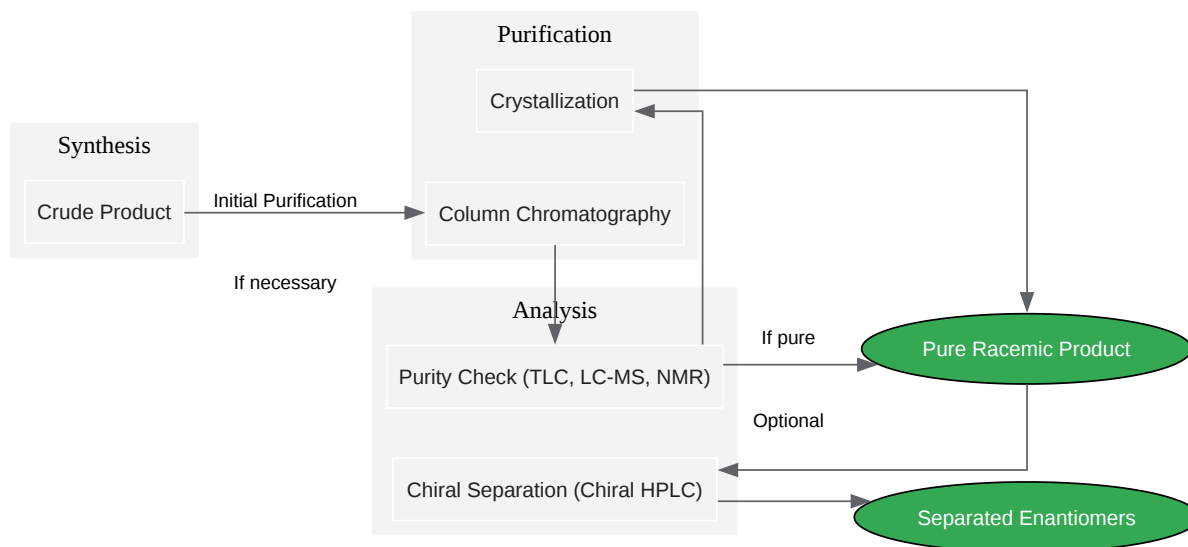 Purification
Crystallization
Synthesis
Crude Product
Initial Purification
Column Chromatography
If necessary
Analysis
If pure
Pure Racemic Product
Purity Check (TLC, LC-MS, NMR)
Optional
Chiral Separation (Chiral HPLC)
Separated Enantiomers